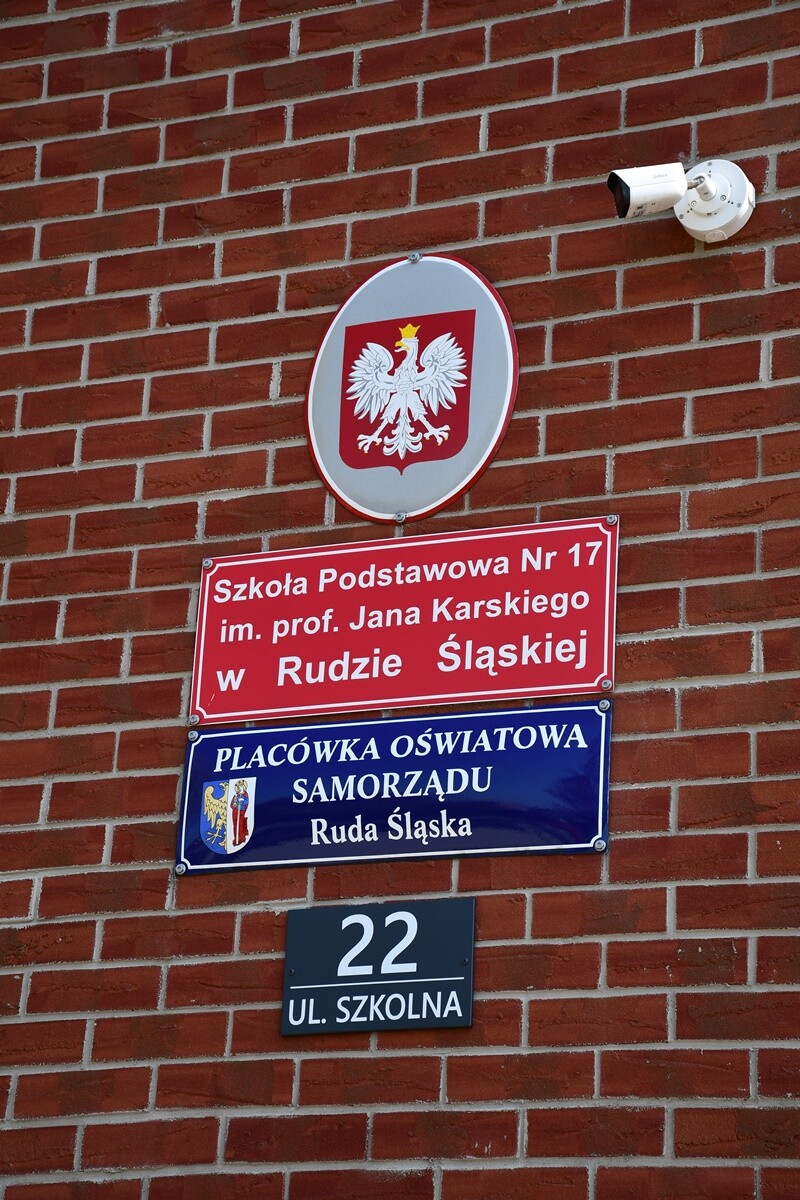 Szkoła Podstawowa Nr 17
im. prof. Jana Karskiego
w Rudzie Śląskiej
PLACÓWKA OŚWIATOWA
SAMORZĄDU
Ruda Śląska
22
UL. SZKOLNA